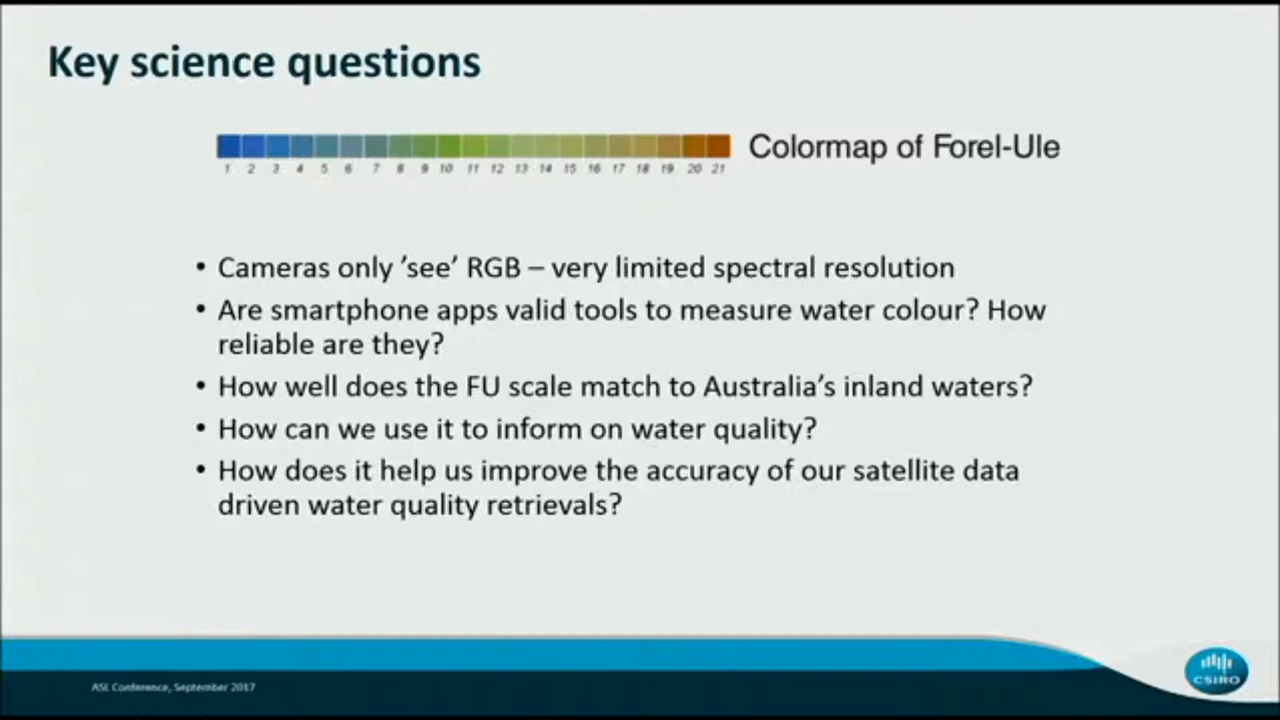 Key science questions
Colormap of Forel-Ule
1 2 3 4 5 6 7 8 9 10 11 12 13 14 15 16 17 18 19 20 21
• Cameras only ’see’ RGB – very limited spectral resolution
• Are smartphone apps valid tools to measure water colour? How
reliable are they?
• How well does the FU scale match to Australia’s inland waters?
• How can we use it to inform on water quality?
• How does it help us improve the accuracy of our satellite data
driven water quality retrievals?
ASL Conference, September 2017
CSIRO